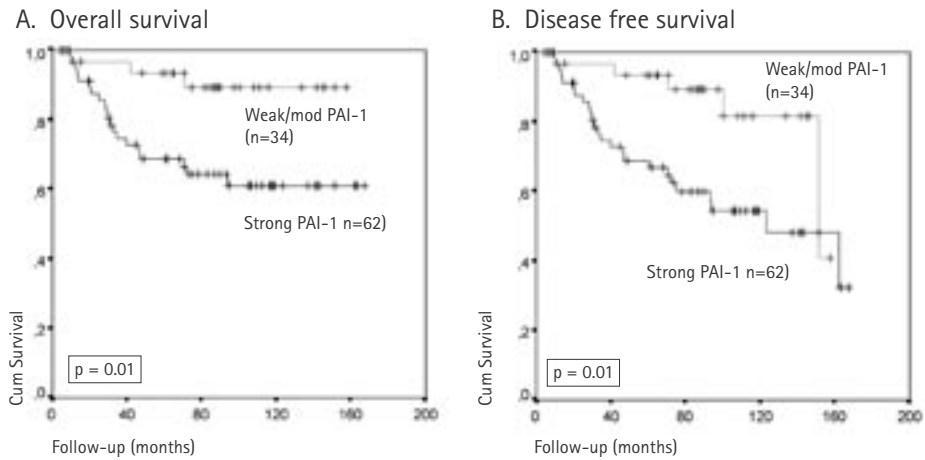 A. Overall survival
1,0
,8
,6
,4
,2
,0
Cum Survival
Weak/mod PAI-1
(n=34)
Strong PAI-1 n=62)
p = 0.01
0 40 80 120 160 200
Follow-up (months)
B. Disease free survival
1,0
,8
,6
,4
,2
,0
Cum Survival
Weak/mod PAI-1
(n=34)
Strong PAI-1 n=62)
p = 0.01
0 40 80 120 160 200
Follow-up (months)